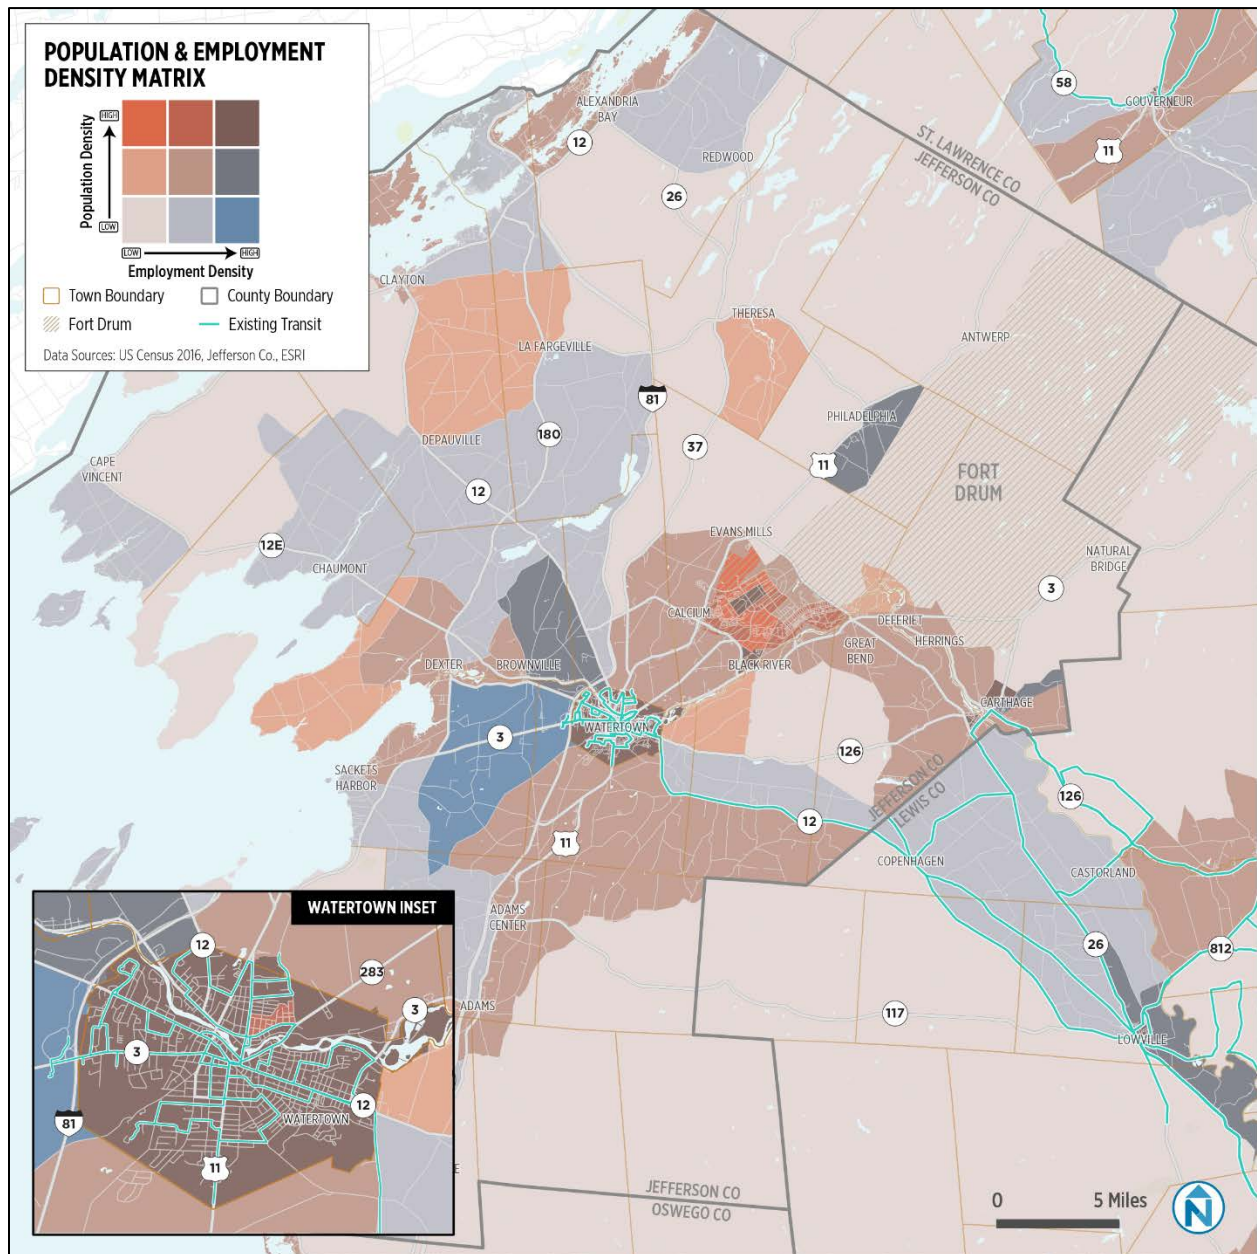 POPULATION & EMPLOYMENT
DENSITY MATRIX
Population Density
HIGH
LOW
LOW
HIGH
Employment Density
Town Boundary
County Boundary
Fort Drum
Existing Transit
Data Sources: US Census 2016, Jefferson Co., ESRI
58
GOUVERNEUR
ALEXANDRIA
BAY
12
11
REDWOOD
ST. LAWRENCE CO
JEFFERSON CO
26
CLAYTON
THERESA
ANTWERP
LA FARGEVILLE
81
PHILADELPHIA
DEPAUVILLE
180
37
CAPE
VINCENT
11
FORT
DRUM
12
EVANS MILLS
12E
NATURAL
BRIDGE
CHAUMONT
3
CALCIUM
DEFERIET
HERRINGS
GREAT
BEND
DEXTER
BROWNVILLE
BLACK RIVER
CARTHAGE
WATERTOWN
3
126
SACKETS
HARBOR
JEFFERSON CO
LEWIS CO
126
12
11
COPENHAGEN
CASTORLAND
WATERTOWN INSET
ADAMS
CENTER
26
812
12
283
3
ADAMS
117
LOWVILLE
3
12
WATERTOWN
81
11
E
JEFFERSON CO
OSWEGO CO
0
5 Miles
N